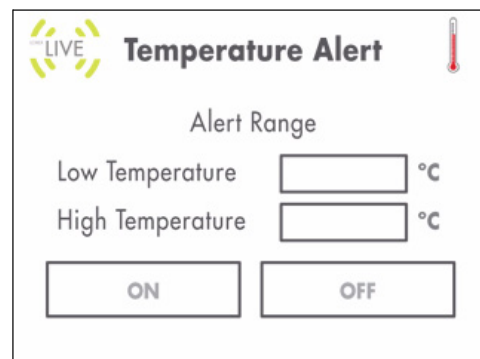 LIVE
Temperature Alert
Alert Range
Low Temperature °C
High Temperature °C
ON OFF